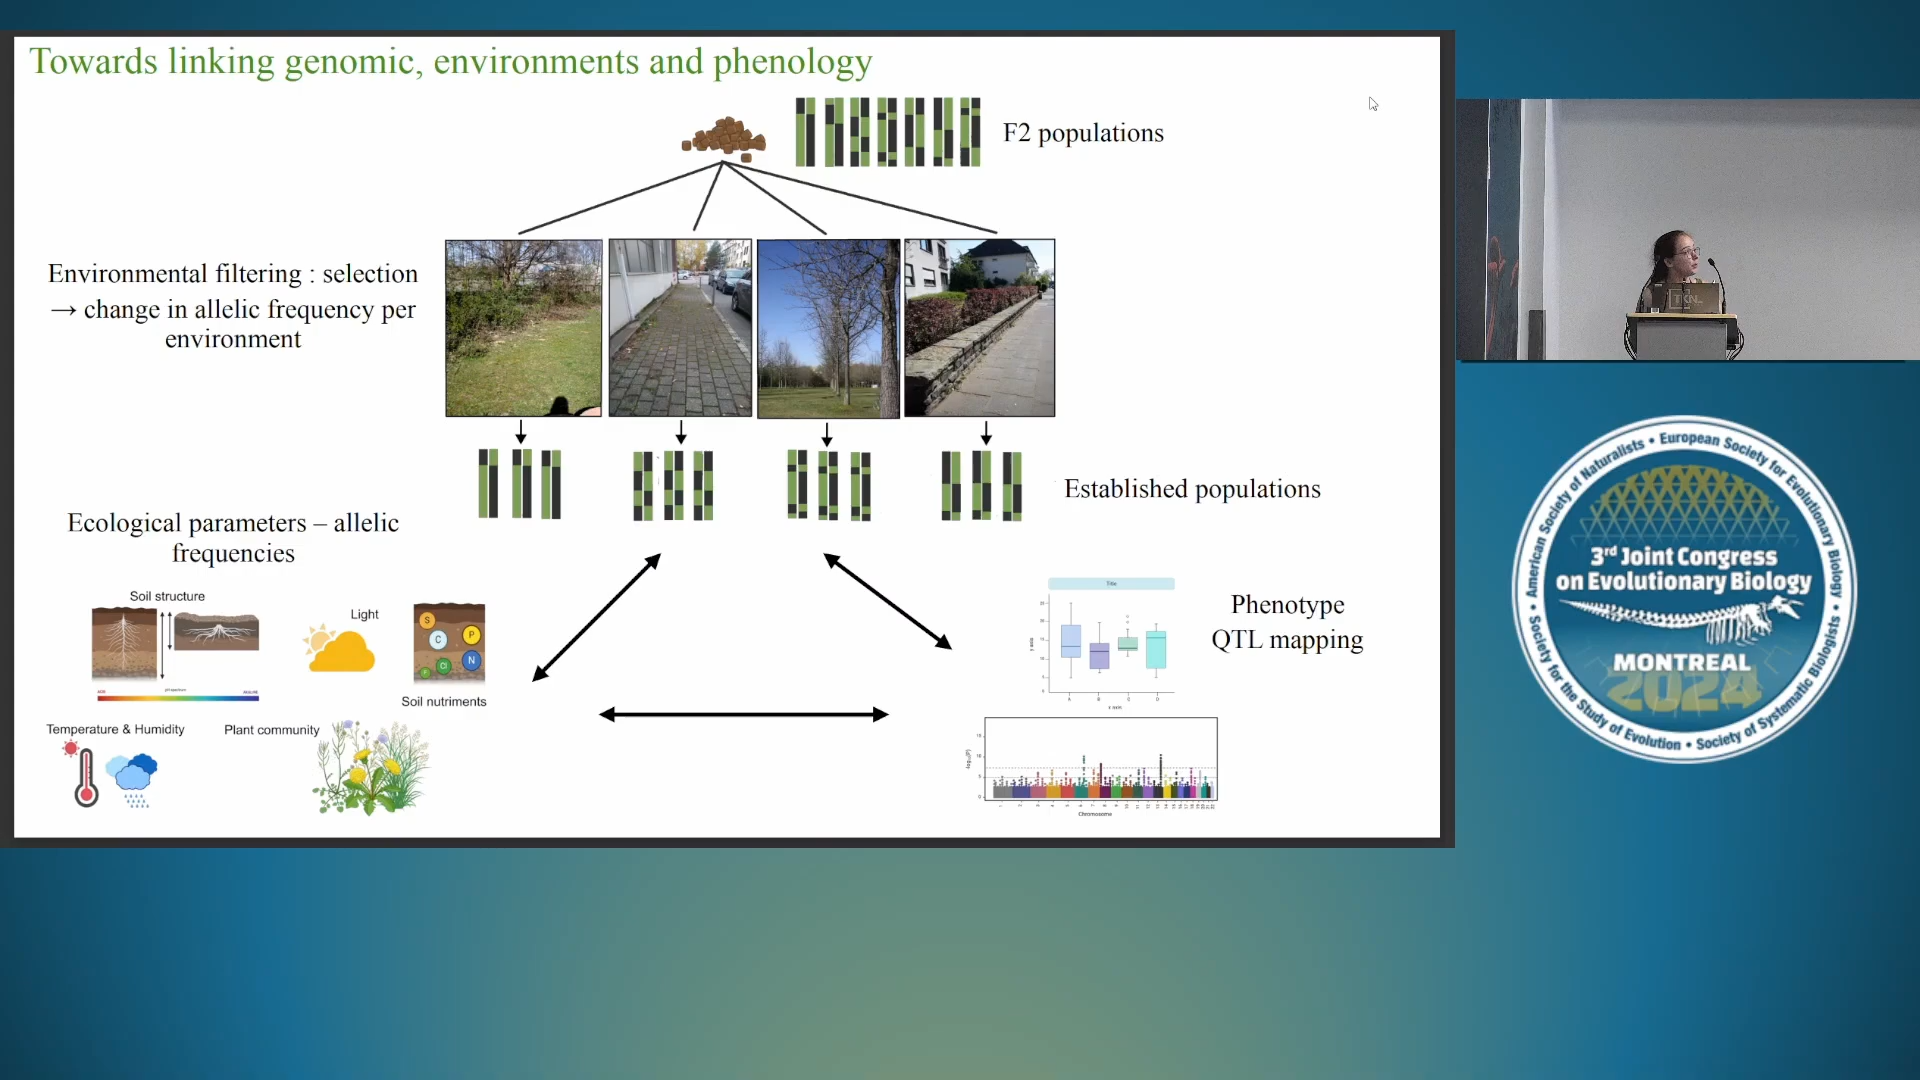 Towards linking genomic, environments and phenology
F2 populations
Environmental filtering : selection
→ change in allelic frequency per
environment
Established populations
Ecological parameters – allelic
frequencies
Soil structure
Light
S
C
P
N
Cl
Soil nutriments
Temperature & Humidity
Plant community
Title
Phenotype
QTL mapping
A
B
C
D
Chromosome
American Society of Naturalists • European Society for Evolutionary Biology •
Society for the Study of Evolution • Society of Systematic Biologists •
3rd Joint Congress
on Evolutionary Biology
MONTREAL
2024